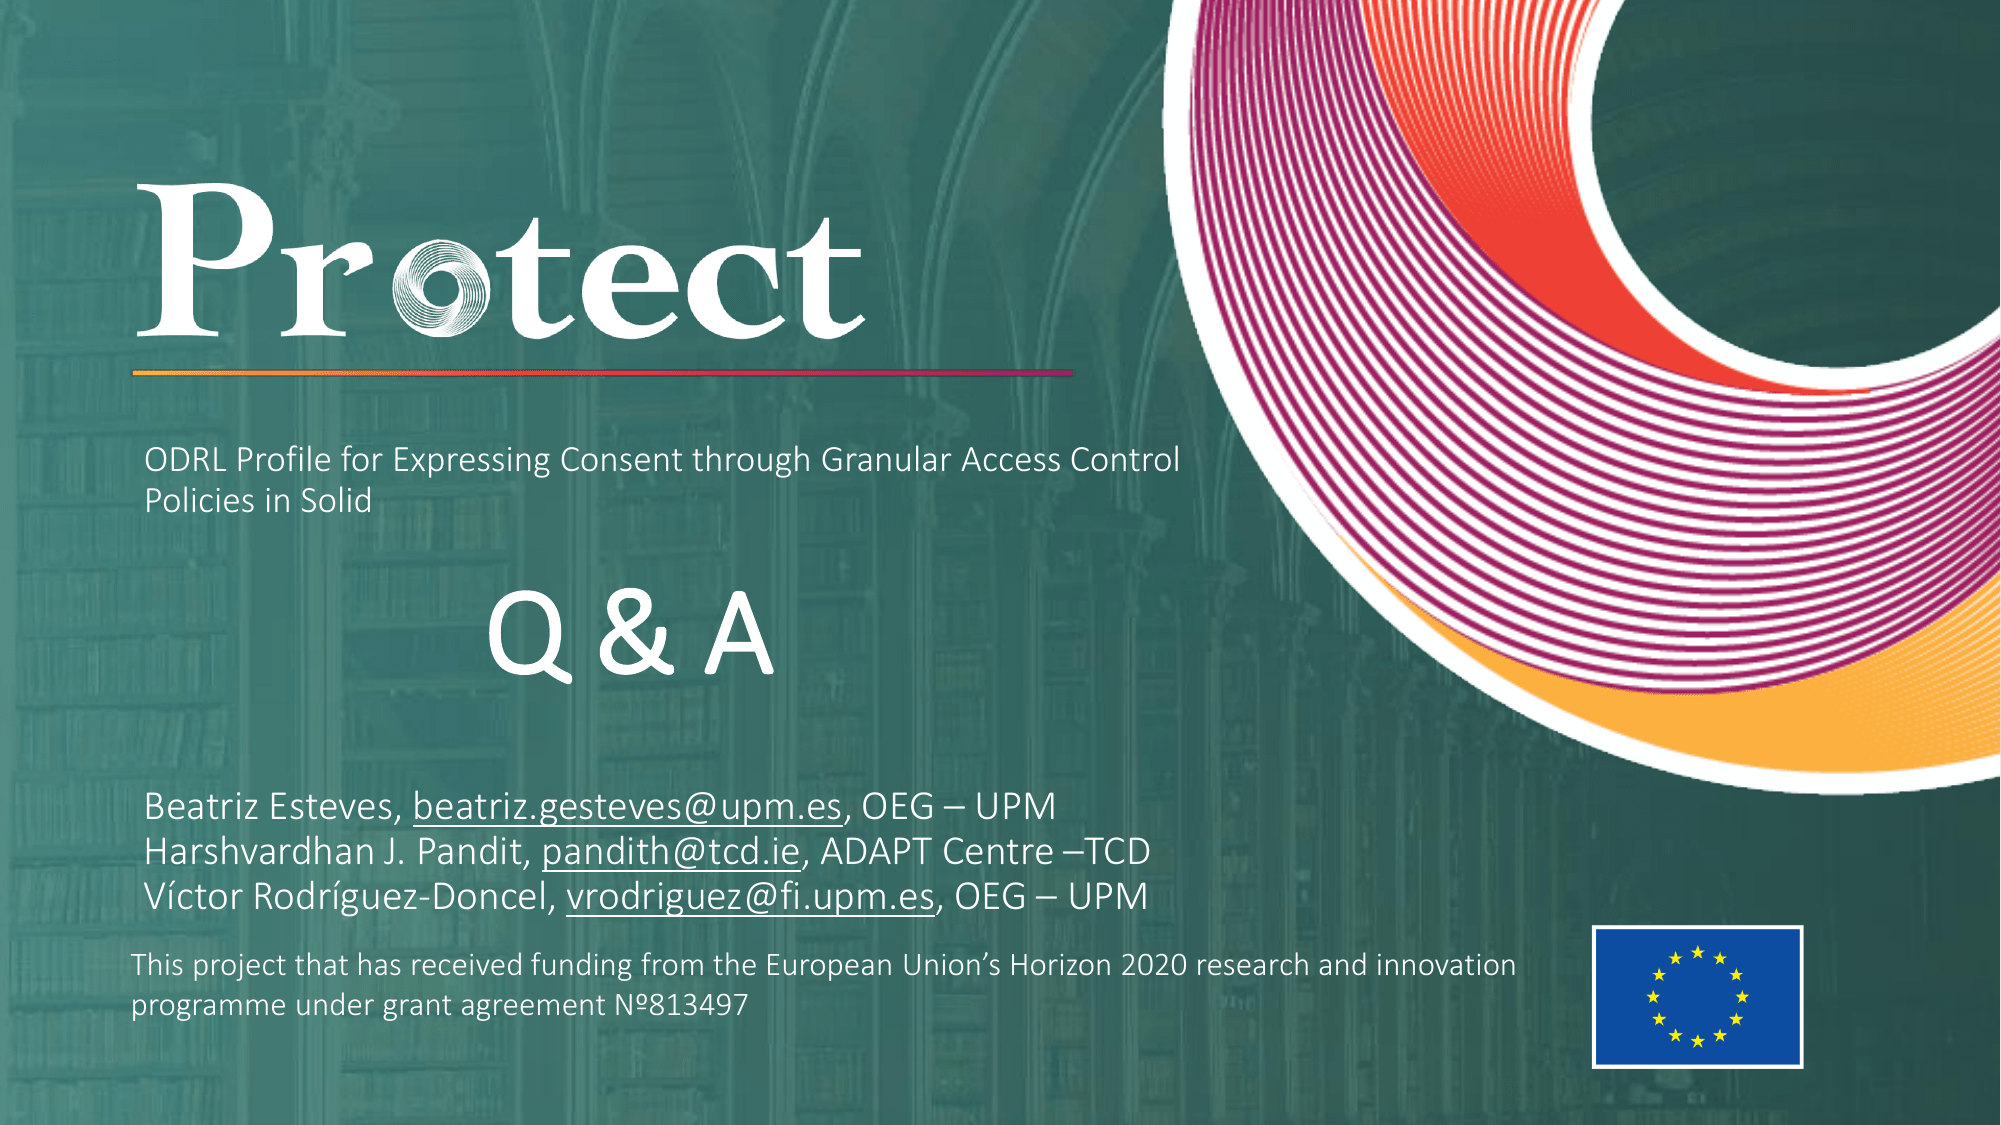 Protect
ODRL Profile for Expressing Consent through Granular Access Control
Policies in Solid
Q & A
Beatriz Esteves, beatriz.gesteves@upm.es, OEG – UPM
Harshvardhan J. Pandit, pandith@tcd.ie, ADAPT Centre –TCD
Víctor Rodríguez-Doncel, vrodriguez@fi.upm.es, OEG – UPM
This project that has received funding from the European Union’s Horizon 2020 research and innovation
programme under grant agreement Nº813497